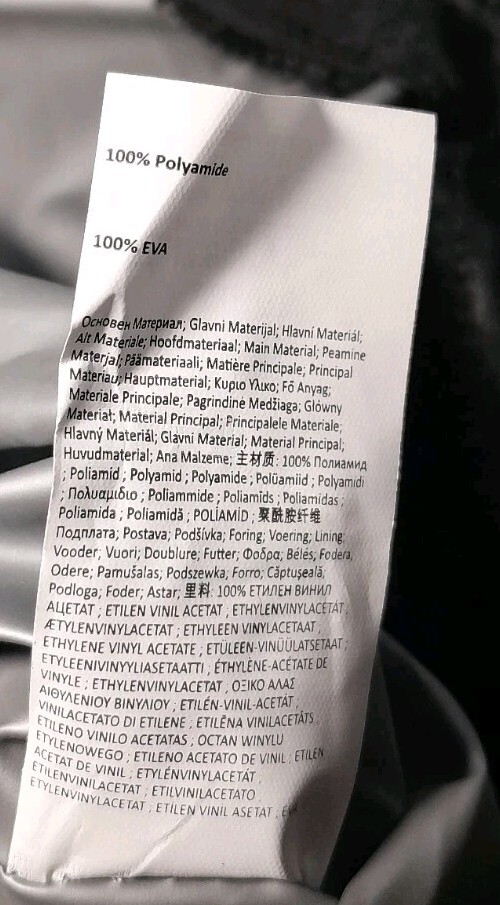 100% Polyamide
100% EVA
Основен Материал; Glavni Materijal; Hlavní Materiál;
Alt Materiale; Hoofdmateriaal; Main Material; Peamine
Materjal; Päämateriaali; Matière Principale; Principal
Materiau; Hauptmaterial; Κυριο Υλικο; Fő Anyag;
Materiale Principale; Pagrindinė Medžiaga; Główny
Materiał; Material Principal; Principalele Materiale;
Hlavný Materiál; Glavni Material; Material Principal;
Huvudmaterial; Ana Malzeme; 主材质: 100% Полиамид
; Poliamid ; Polyamid ; Polyamide ; Polüamiid ; Polyamidi
; Πολυαμιδιο ; Poliammide ; Poliamids ; Poliamidas ;
Poliamida ; Poliamidă ; POLİAMİD ; 聚酰胺纤维
Подплата; Postava; Podšívka; Foring; Voering; Lining;
Vooder; Vuori; Doublure; Futter; Φοδρα; Bélés; Fodera,
Odere; Pamušalas; Podszewka; Forro; Căptușeală,
Podloga; Foder; Astar; 里料: 100% ЕТИЛЕН ВИНИЛ
АЦЕТАТ ; ETILEN VINIL ACETAT ; ETHYLENVINYLACETÁT ,
ÆTYLENVINYLACETAT ; ETHYLEEN VINYLACETAAT ;
ETHYLENE VINYL ACETATE ; ETÜLEEN-VINÜÜLATSETAAT ;
ETYLEENIVINYYLIASETAATTI ; ÉTHYLÈNE-ACÉTATE DE
VINYLE ; ETHYLENVINYLACETAT , ΟΞΙΚΟ ΑΛΑΣ
ΑΙΘΥΛΕΝΙΟΥ ΒΙΝΥΛΙΟΥ ; ETILÉN-VINIL-ACETÁT ,
VINILACETATO DI ETILENE ; ETILĒNA VINILACETĀTS ,
ETILENO VINILO ACETATAS ; OCTAN WINYLU
ETYLENOWEGO ; ETILENO ACETATO DE VINIL ; ETILEN
ACETAT DE VINIL ; ETYLÉNVINYLACETÁT ,
ETILENVINILACETAT ; ETILVINILACETATO
ETYLENVINYLACETAT ; ETİLEN VİNİL ASETAT ;